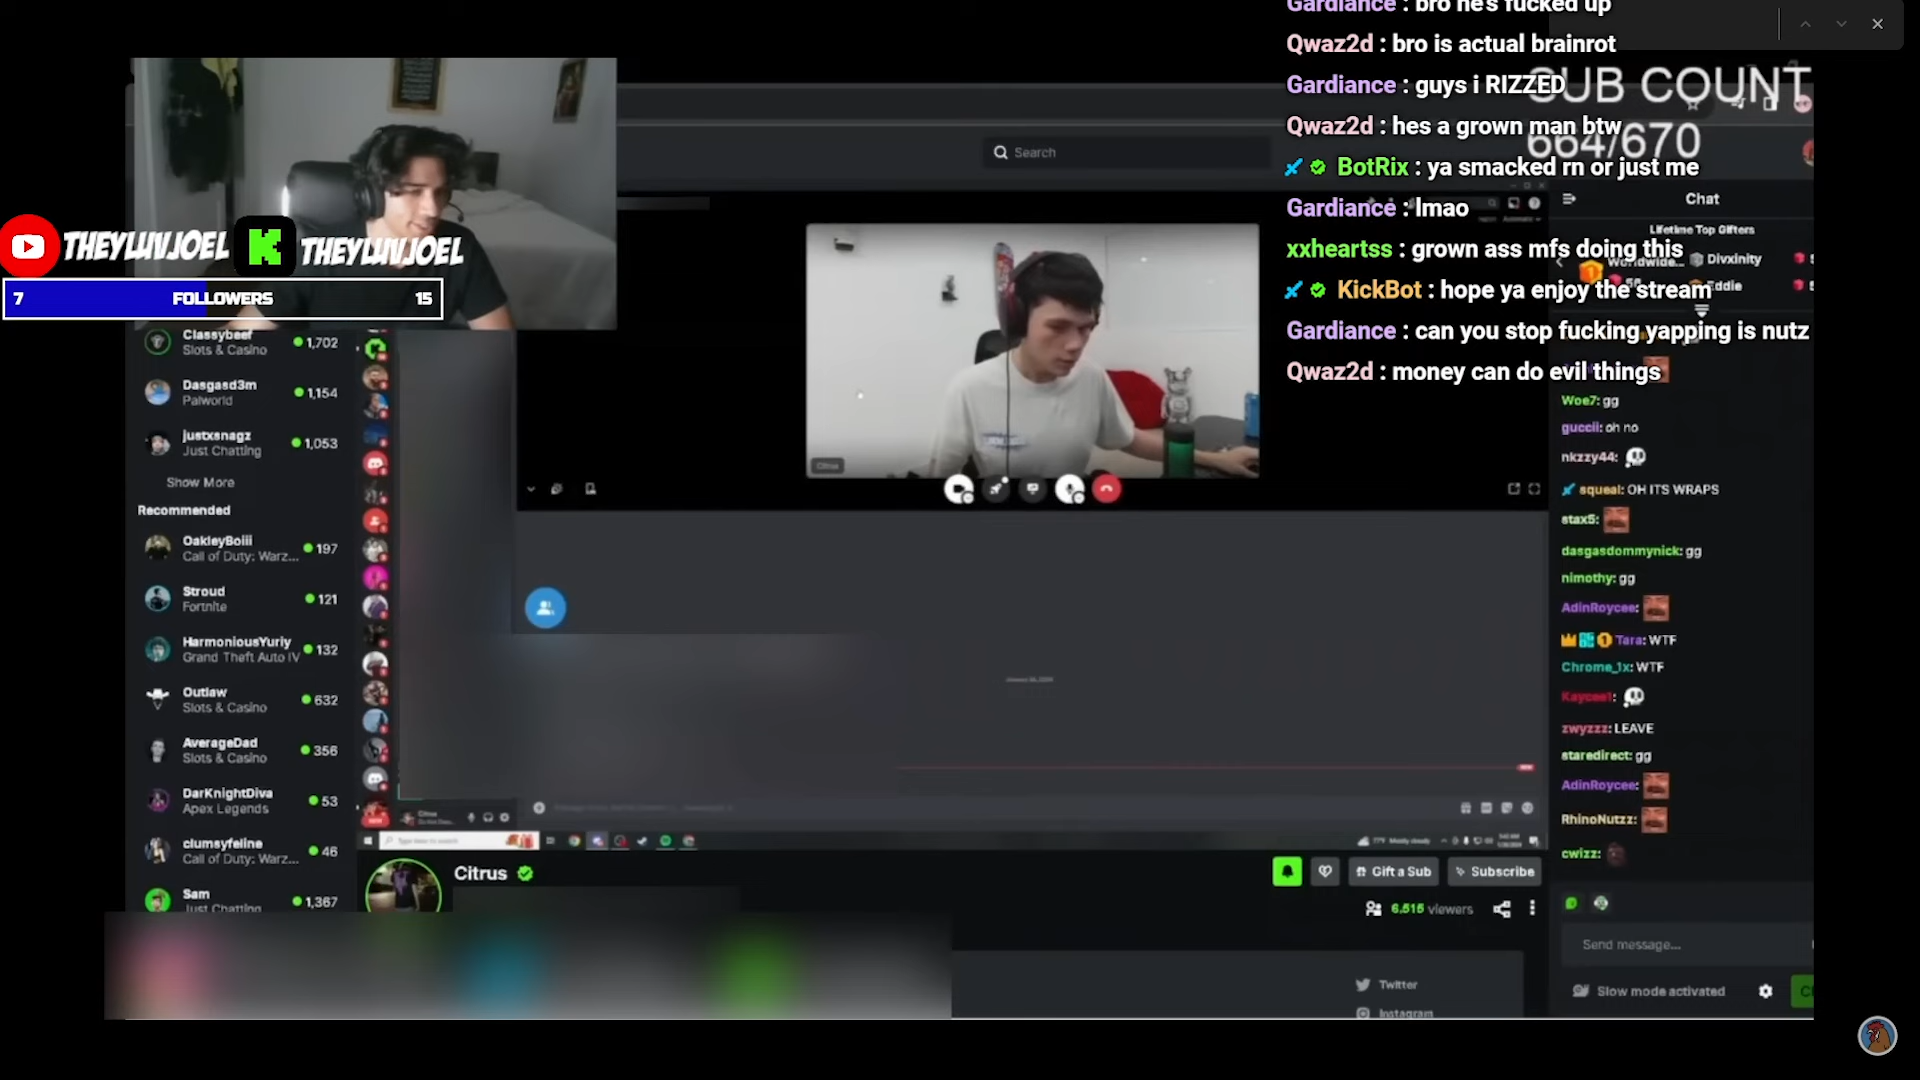 Gardiance : bro he's fucked up
Qwaz2d : bro is actual brainrot
Gardiance : guys i RIZZED
Qwaz2d : hes a grown man btw
BotRix : ya smacked rn or just me
Gardiance : lmao
xxheartss : grown ass mfs doing this
KickBot : hope ya enjoy the stream
Gardiance : can you stop fucking yapping is nutz
Qwaz2d : money can do evil things
SUB COUNT
664/670
Search
THEYLUVJOEL
THEYLUVJOEL
7 FOLLOWERS 15
Classybeef
Slots & Casino
1,702
Dasgasd3m
Palworld
1,154
justxsnagz
Just Chatting
1,053
Show More
Recommended
OakleyBoiii
Call of Duty: Warz...
197
Stroud
Fortnite
121
HarmoniousYuriy
Grand Theft Auto IV
132
Outlaw
Slots & Casino
632
AverageDad
Slots & Casino
356
DarKnightDiva
Apex Legends
53
clumsyfeline
Call of Duty: Warz...
46
Sam
Just Chatting
1,367
Citrus
Citrus
Gift a Sub
Subscribe
6,515 viewers
Twitter
Instagram
Chat
Lifetime Top Gifters
Worldwide...
Divxinity
Eddie
Woe7: gg
guccii: oh no
nkzzy44:
squeal: OH ITS WRAPS
stax5:
dasgasdommynick: gg
nimothy: gg
AdinRoycee:
Tara: WTF
Chrome_1x: WTF
Kaycee1:
zwyzzz: LEAVE
staredirect: gg
AdinRoycee:
RhinoNutzz:
cwizz:
Send message...
Slow mode activated